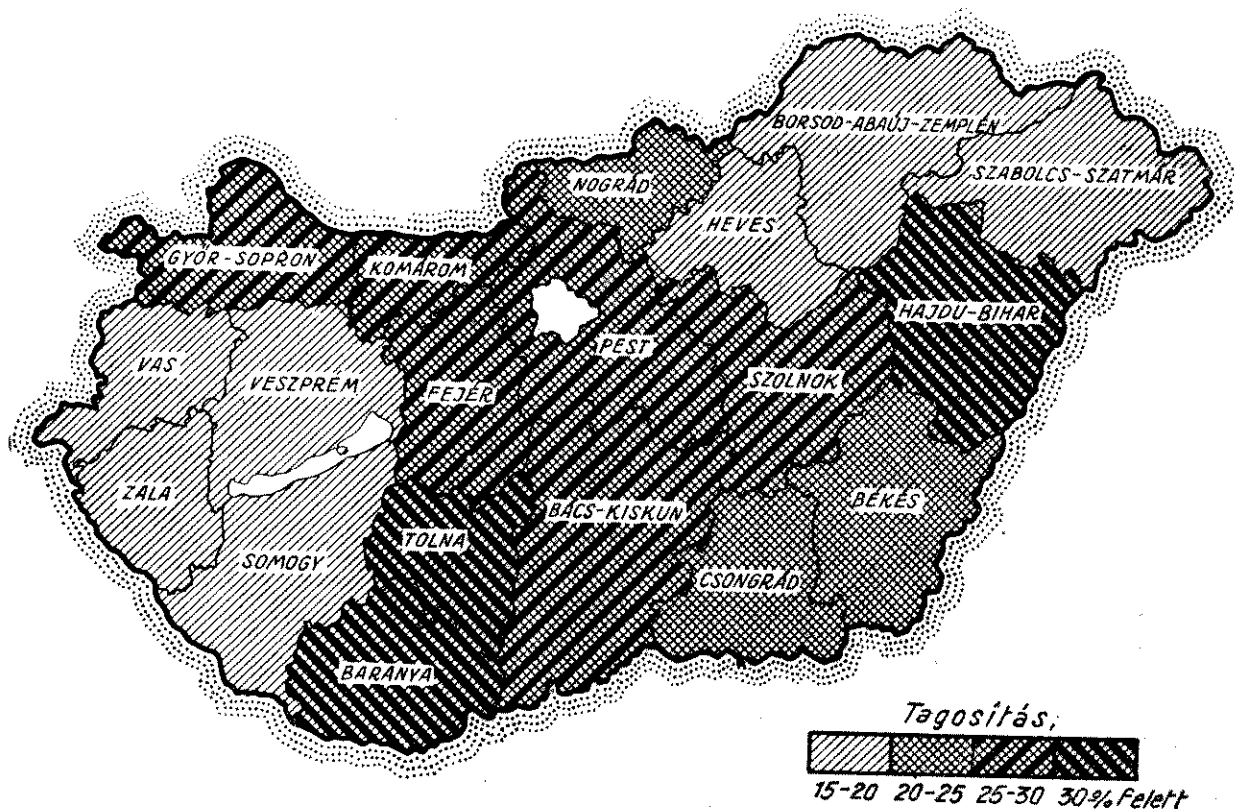 BORSOD-ABAÚJ-ZEMPLÉN
SZABOLCS-SZATMÁR
NOGRÁD
HEVES
GYŐR-SOPRON
KOMÁROM
HAJDU-BIHAR
PEST
VAS
VESZPRÉM
FEJÉR
SZOLNOK
ZALA
BÉKÉS
BÁCS-KISKUN
TOLNA
SOMOGY
CSONGRÁD
BARANYA
Tagosítás,
15-20 20-25 25-30 30% felett